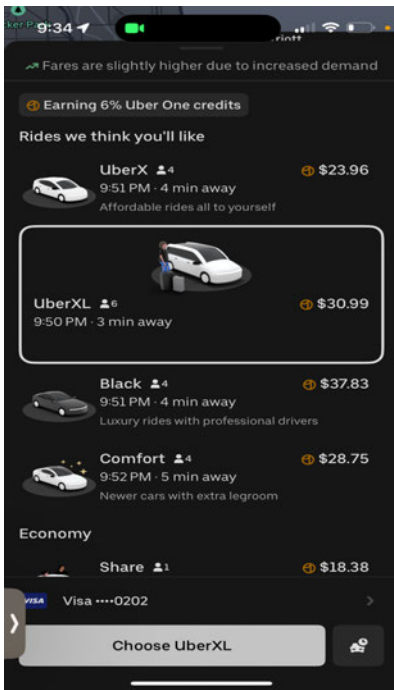 ker Pa
9:34
riott
Fares are slightly higher due to increased demand
Earning 6% Uber One credits
Rides we think you'll like
UberX 4 $23.96
9:51 PM · 4 min away
Affordable rides all to yourself
UberXL 6 $30.99
9:50 PM · 3 min away
Black 4 $37.83
9:51 PM · 4 min away
Luxury rides with professional drivers
Comfort 4 $28.75
9:52 PM · 5 min away
Newer cars with extra legroom
Economy
Share 1 $18.38
VISA Visa ••••0202
Choose UberXL